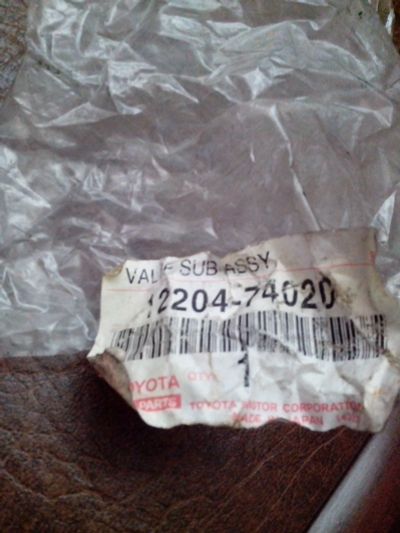 VALVE SUB ASSY,
12204-74020
TOYOTA QTY. 1
PARTS TOYOTA MOTOR CORPORATION
MADE IN JAPAN